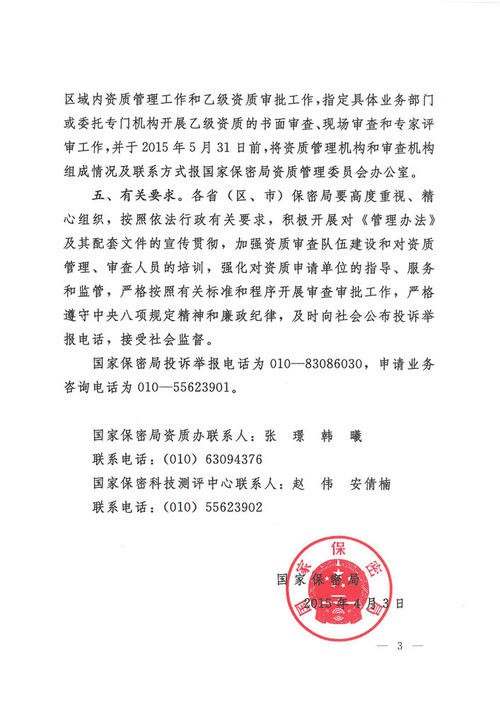 区域内资质管理工作和乙级资质审批工作，指定具体业务部门
或委托专门机构开展乙级资质的书面审查、现场审查和专家评
审工作，并于 2015 年 5 月 31 日前，将资质管理机构和审查机构
组成情况及联系方式报国家保密局资质管理委员会办公室。
五、有关要求。各省（区、市）保密局要高度重视、精
心组织，按照依法行政有关要求，积极开展对《管理办法》
及其配套文件的宣传贯彻，加强资质审查队伍建设和对资质
管理、审查人员的培训，强化对资质申请单位的指导、服务
和监管，严格按照有关标准和程序开展审查审批工作，严格
遵守中央八项规定精神和廉政纪律，及时向社会公布投诉举
报电话，接受社会监督。
国家保密局投诉举报电话为 010—83086030，申请业务
咨询电话为 010—55623901。
国家保密局资质办联系人：张 璟 韩 曦
联系电话：(010) 63094376
国家保密科技测评中心联系人：赵 伟 安倩楠
联系电话：(010) 55623902
国家保密局
国家保密局
2015 年 4 月 3 日
— 3 —